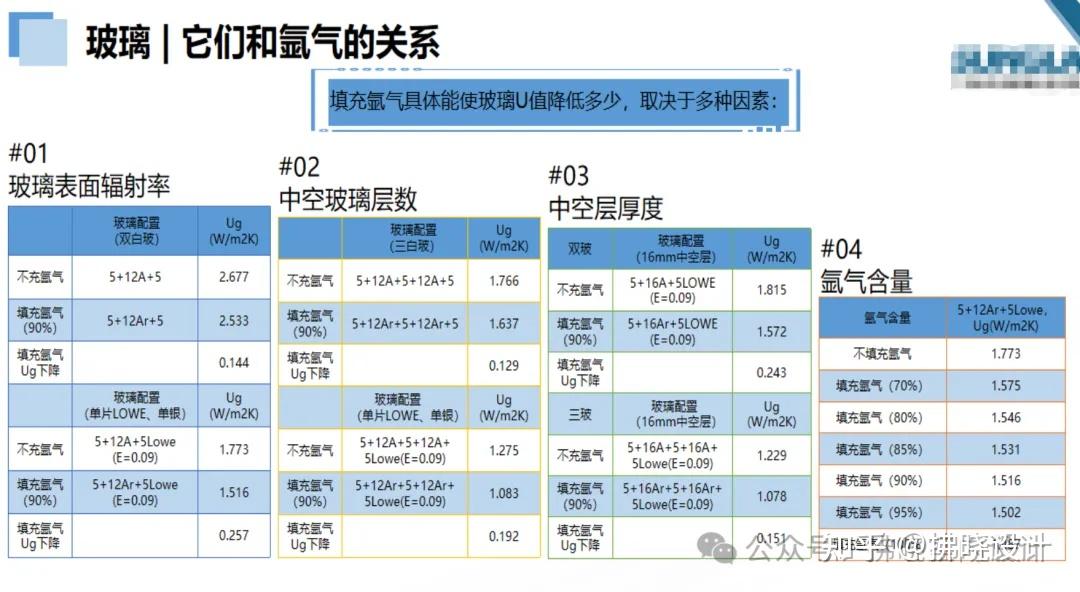 玻璃 | 它们和氩气的关系
填充氩气具体能使玻璃U值降低多少，取决于多种因素：
#01
玻璃表面辐射率
玻璃配置 Ug
(双白玻) (W/m2K)
不充氩气 5+12A+5 2.677
填充氩气
(90%) 5+12Ar+5 2.533
填充氩气
Ug下降 0.144
玻璃配置 Ug
(单片LOWE、单银) (W/m2K)
不充氩气 5+12A+5Lowe
(E=0.09) 1.773
填充氩气 5+12Ar+5Lowe
(90%) (E=0.09) 1.516
填充氩气
Ug下降 0.257
#02
中空玻璃层数
玻璃配置 Ug
(三白玻) (W/m2K)
不充氩气 5+12A+5+12A+5 1.766
填充氩气
(90%) 5+12Ar+5+12Ar+5 1.637
填充氩气
Ug下降 0.129
玻璃配置 Ug
(单片LOWE、单银) (W/m2K)
不充氩气 5+12A+5+12A+
5Lowe(E=0.09) 1.275
填充氩气 5+12Ar+5+12Ar+
(90%) 5Lowe(E=0.09) 1.083
填充氩气
Ug下降 0.192
#03
中空层厚度
双玻 玻璃配置 Ug
(16mm中空层) (W/m2K)
不充氩气 5+16A+5LOWE
(E=0.09) 1.815
填充氩气 5+16Ar+5LOWE
(90%) (E=0.09) 1.572
填充氩气
Ug下降 0.243
三玻 玻璃配置 Ug
(16mm中空层) (W/m2K)
不充氩气 5+16A+5+16A+
5Lowe(E=0.09) 1.229
填充氩气 5+16Ar+5+16Ar+
(90%) 5Lowe(E=0.09) 1.078
填充氩气
Ug下降 0.151
#04
氩气含量
氩气含量 5+12Ar+5Lowe,
Ug(W/m2K)
不填充氩气 1.773
填充氩气（70%） 1.575
填充氩气（80%） 1.546
填充氩气（85%） 1.531
填充氩气（90%） 1.516
填充氩气（95%） 1.502
公众号
知乎 @拂晓设计